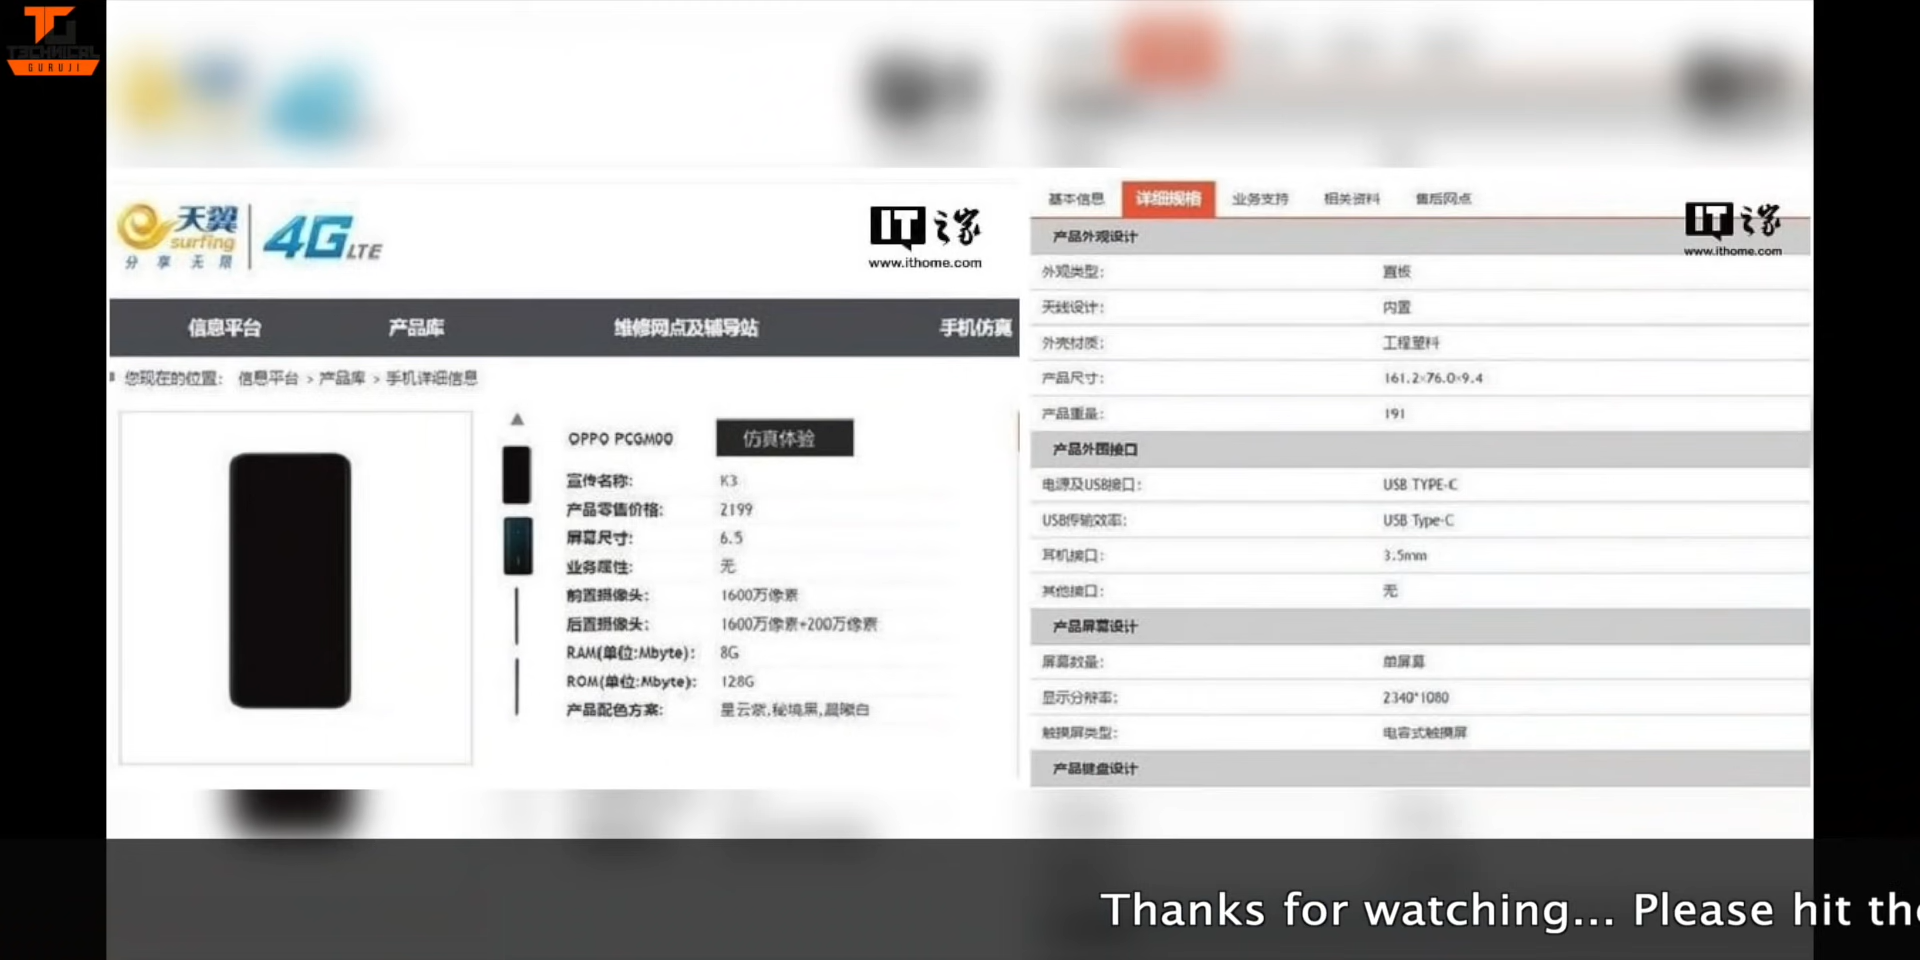 TECHNICAL
GURUJI
天翼
surfing
分享无限
4G LTE
IT之家
www.ithome.com
信息平台 产品库 维修网点及辅导站 手机仿真
您现在的位置： 信息平台 > 产品库 > 手机详细信息
OPPO PCGM00 仿真体验
宣传名称: K3
产品零售价格: 2199
屏幕尺寸: 6.5
业务属性: 无
前置摄像头: 1600万像素
后置摄像头: 1600万像素+200万像素
RAM(单位:Mbyte): 8G
ROM(单位:Mbyte): 128G
产品配色方案: 星云紫,秘境黑,晨曦白
基本信息 详细规格 业务支持 相关资料 售后网点
IT之家
www.ithome.com
产品外观设计
外观类型: 直板
天线设计: 内置
外壳材质: 工程塑料
产品尺寸: 161.2×76.0×9.4
产品重量: 191
产品外围接口
电源及USB接口: USB TYPE-C
USB传输效率: USB Type-C
耳机接口: 3.5mm
其他接口: 无
产品屏幕设计
屏幕数量: 单屏幕
显示分辨率: 2340*1080
触摸屏类型: 电容式触摸屏
产品键盘设计
Thanks for watching... Please hit the